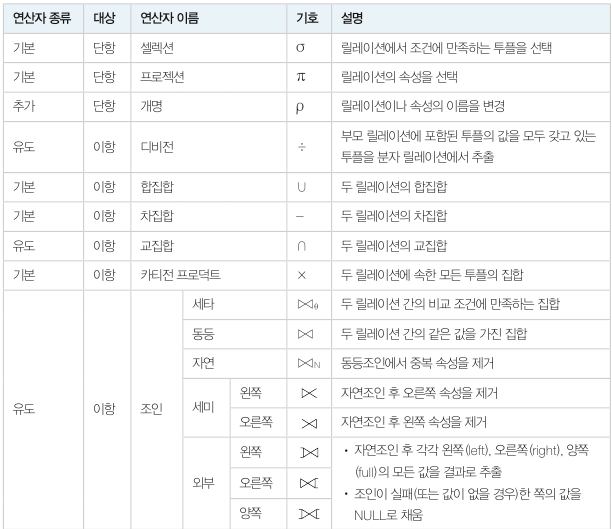 연산자 종류 대상 연산자 이름 기호 설명
기본 단항 셀렉션 σ 릴레이션에서 조건에 만족하는 투플을 선택
기본 단항 프로젝션 π 릴레이션의 속성을 선택
추가 단항 개명 ρ 릴레이션이나 속성의 이름을 변경
유도 이항 디비전 ÷ 부모 릴레이션에 포함된 투플의 값을 모두 갖고 있는
투플을 분자 릴레이션에서 추출
기본 이항 합집합 ∪ 두 릴레이션의 합집합
기본 이항 차집합 − 두 릴레이션의 차집합
유도 이항 교집합 ∩ 두 릴레이션의 교집합
기본 이항 카티전 프로덕트 × 두 릴레이션에 속한 모든 투플의 집합
유도 이항 조인
세타 ⋈θ 두 릴레이션 간의 비교 조건에 만족하는 집합
동등 ⋈ 두 릴레이션 간의 같은 값을 가진 집합
자연 ⋈N 동등조인에서 중복 속성을 제거
세미
왼쪽 ⋉ 자연조인 후 오른쪽 속성을 제거
오른쪽 ⋊ 자연조인 후 왼쪽 속성을 제거
외부
왼쪽 ⟕
오른쪽 ⟖
양쪽 ⟗
• 자연조인 후 각각 왼쪽(left), 오른쪽(right), 양쪽
(full)의 모든 값을 결과로 추출
• 조인이 실패(또는 값이 없을 경우)한 쪽의 값을
NULL로 채움